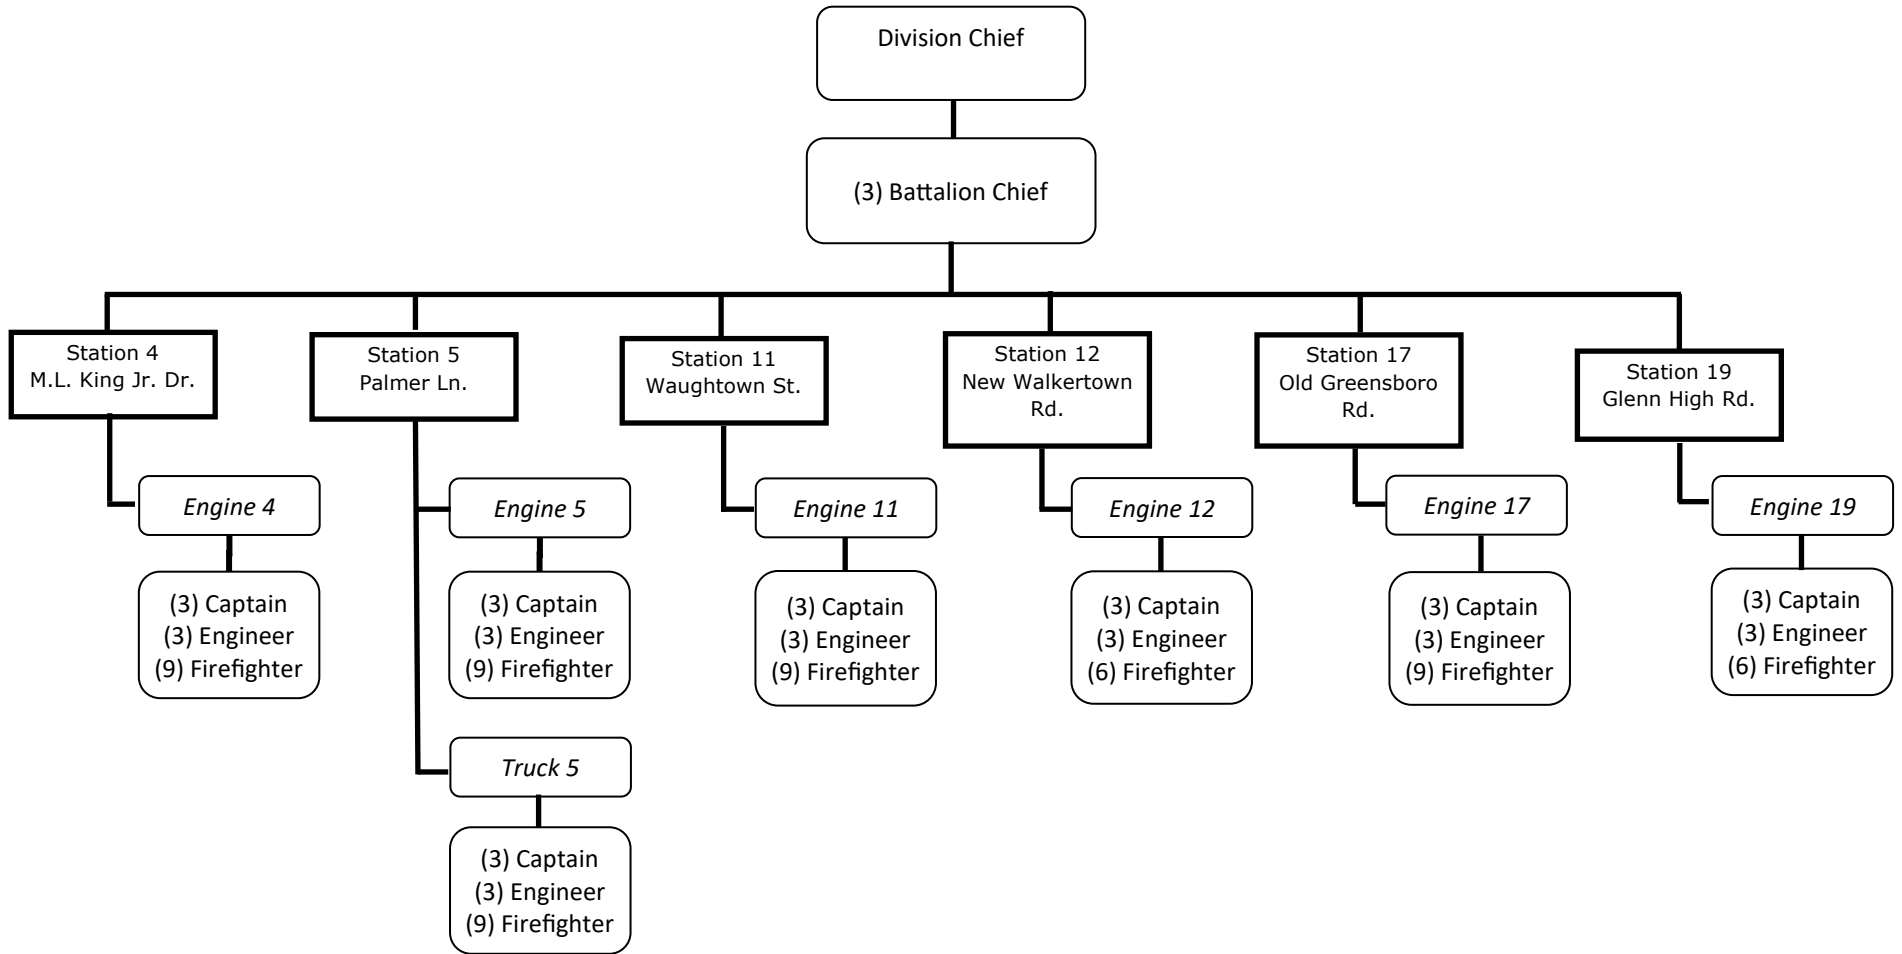 Division Chief
(3) Battalion Chief
Station 4
M.L. King Jr. Dr.
Station 5
Palmer Ln.
Station 11
Waughtown St.
Station 12
New Walkertown
Rd.
Station 17
Old Greensboro
Rd.
Station 19
Glenn High Rd.
Engine 4
(3) Captain
(3) Engineer
(9) Firefighter
Engine 5
(3) Captain
(3) Engineer
(9) Firefighter
Truck 5
(3) Captain
(3) Engineer
(9) Firefighter
Engine 11
(3) Captain
(3) Engineer
(9) Firefighter
Engine 12
(3) Captain
(3) Engineer
(6) Firefighter
Engine 17
(3) Captain
(3) Engineer
(9) Firefighter
Engine 19
(3) Captain
(3) Engineer
(6) Firefighter